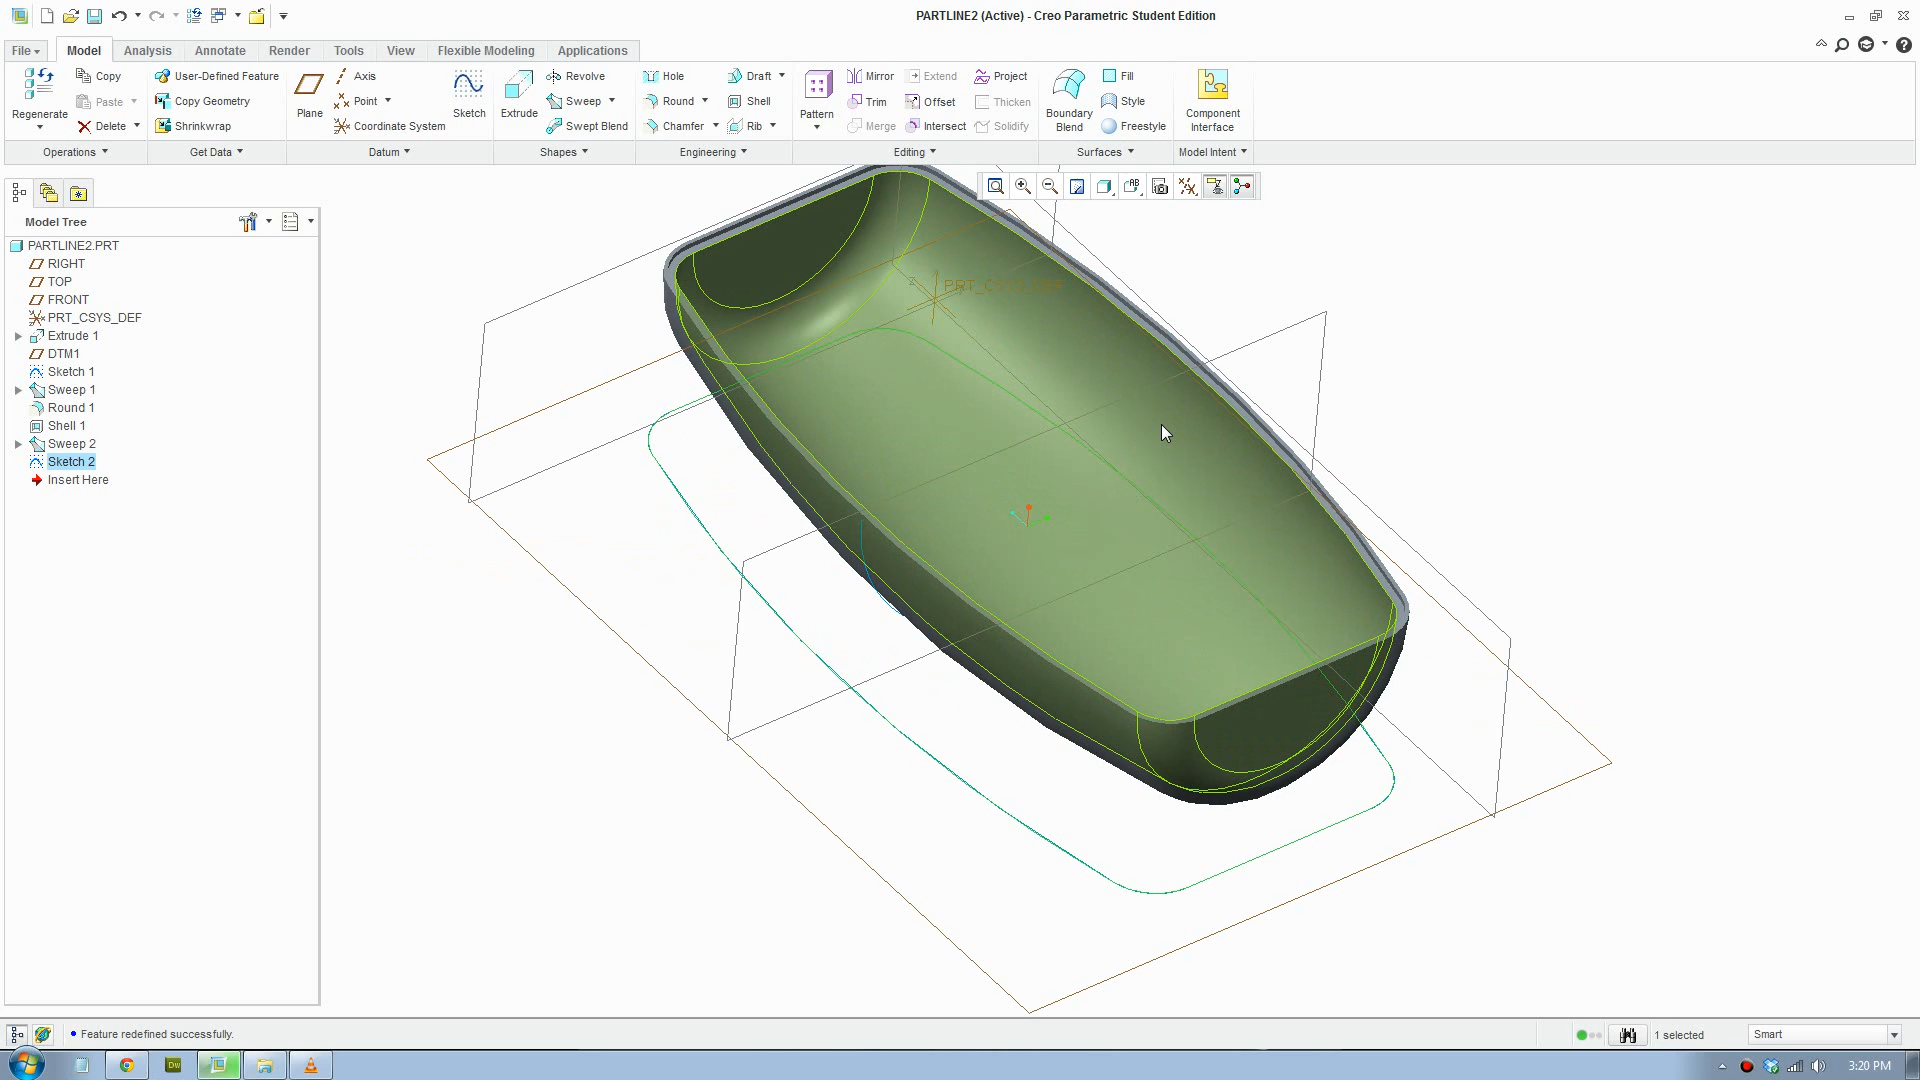 PARTLINE2 (Active) - Creo Parametric Student Edition
File Model Analysis Annotate Render Tools View Flexible Modeling Applications
Regenerate
Copy
Paste
Delete
Operations
User-Defined Feature
Copy Geometry
Shrinkwrap
Get Data
Plane
Axis
Point
Coordinate System
Sketch
Datum
Extrude
Revolve
Sweep
Swept Blend
Shapes
Hole
Round
Chamfer
Draft
Shell
Rib
Engineering
Pattern
Mirror
Trim
Merge
Extend
Offset
Intersect
Project
Thicken
Solidify
Editing
Boundary
Blend
Fill
Style
Freestyle
Surfaces
Component
Interface
Model Intent
Model Tree
PARTLINE2.PRT
RIGHT
TOP
FRONT
PRT_CSYS_DEF
Extrude 1
DTM1
Sketch 1
Sweep 1
Round 1
Shell 1
Sweep 2
Sketch 2
Insert Here
PRT_CSYS_DEF
Feature redefined successfully.
1 selected
Smart
Dw
3:20 PM